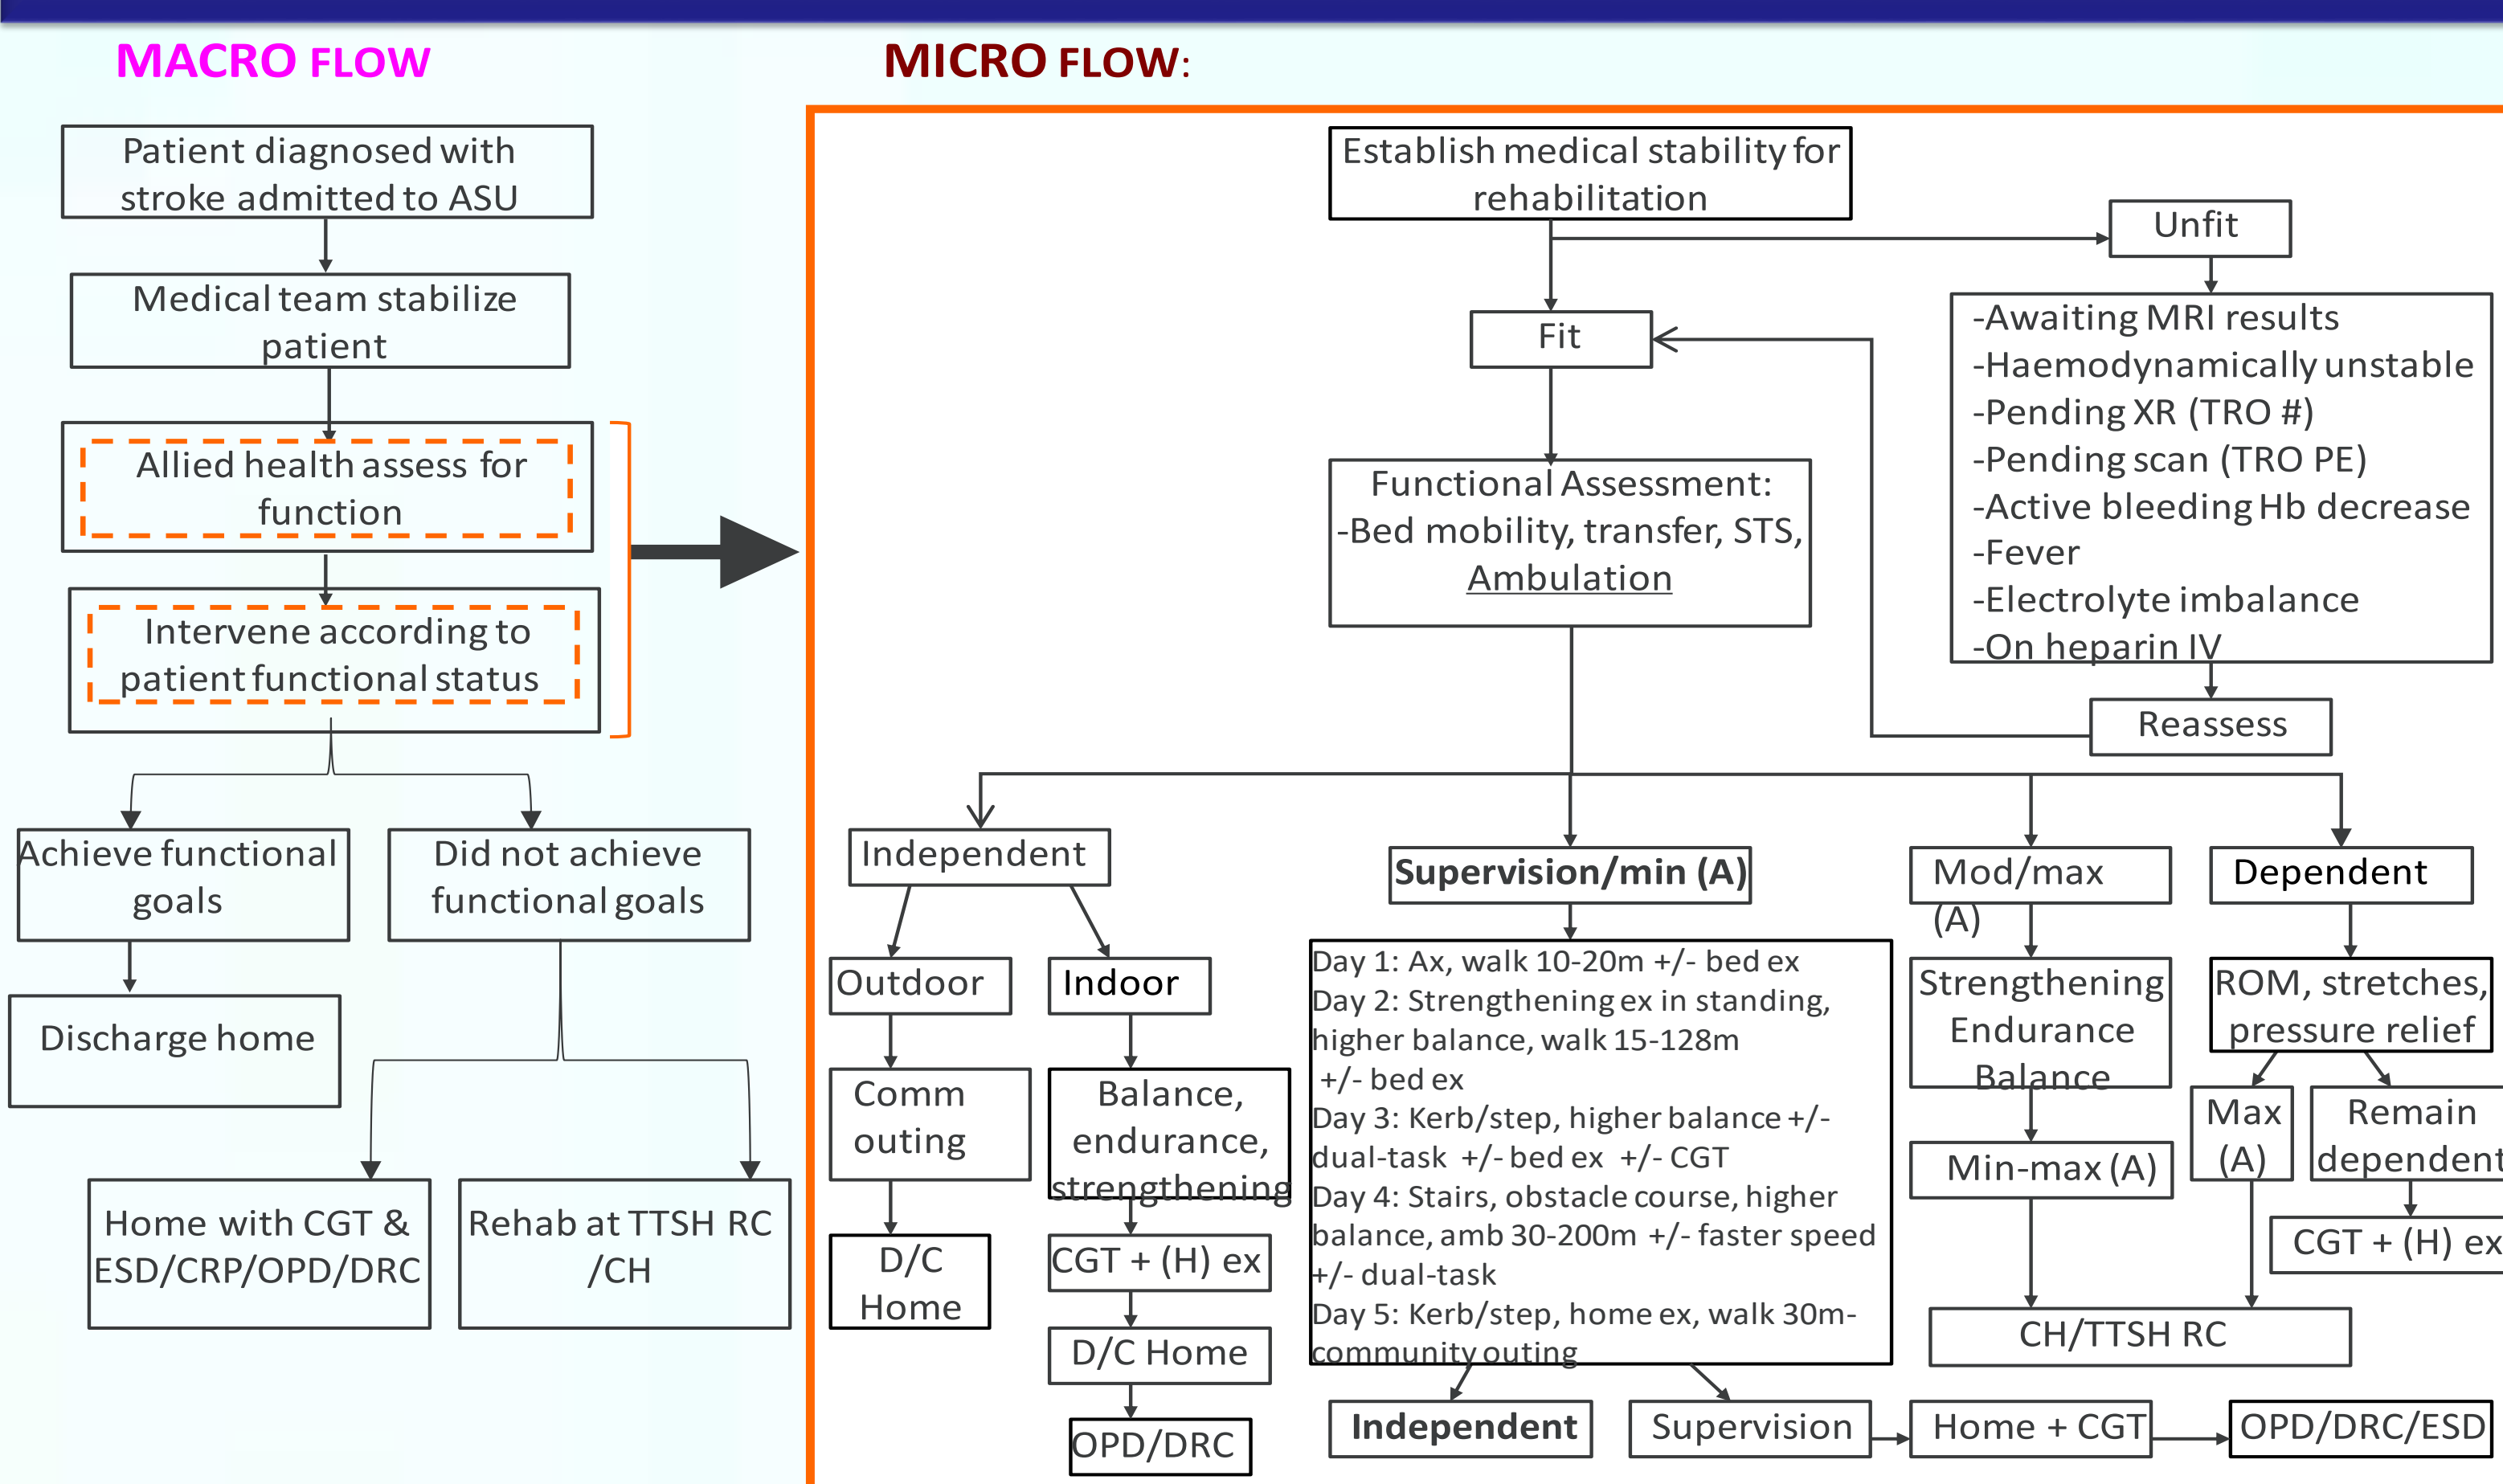 MACRO FLOW
Patient diagnosed with
stroke admitted to ASU
Medical team stabilize
patient
Allied health assess for
function
Intervene according to
patient functional status
Achieve functional
goals
Did not achieve
functional goals
Discharge home
Home with CGT &
ESD/CRP/OPD/DRC
Rehab at TTSH RC
/CH
MICRO FLOW:
Establish medical stability for
rehabilitation
Unfit
Fit
-Awaiting MRI results
-Haemodynamically unstable
-Pending XR (TRO #)
-Pending scan (TRO PE)
-Active bleeding Hb decrease
-Fever
-Electrolyte imbalance
-On heparin IV
Reassess
Functional Assessment:
-Bed mobility, transfer, STS,
Ambulation
Independent
Outdoor
Comm
outing
D/C
Home
Indoor
Balance,
endurance,
strengthening
CGT + (H) ex
D/C Home
OPD/DRC
Supervision/min (A)
Day 1: Ax, walk 10-20m +/- bed ex
Day 2: Strengthening ex in standing,
higher balance, walk 15-128m
+/- bed ex
Day 3: Kerb/step, higher balance +/-
dual-task +/- bed ex +/- CGT
Day 4: Stairs, obstacle course, higher
balance, amb 30-200m +/- faster speed
+/- dual-task
Day 5: Kerb/step, home ex, walk 30m-
community outing
Independent
Supervision
Home + CGT
OPD/DRC/ESD
Mod/max
(A)
Strengthening
Endurance
Balance
Min-max (A)
Dependent
ROM, stretches,
pressure relief
Max
(A)
Remain
dependent
CGT + (H) ex
CH/TTSH RC